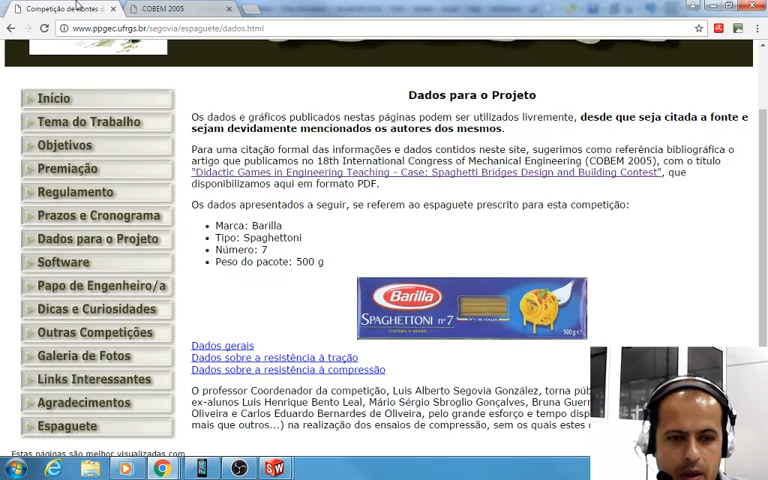 Competição de
COBEM 2005
www.ppgec.ufrgs.br/segovia/espaguete/dados.html
Início
Tema do Trabalho
Objetivos
Premiação
Regulamento
Prazos e Cronograma
Dados para o Projeto
Software
Papo de Engenheiro/a
Dicas e Curiosidades
Outras Competições
Galeria de Fotos
Links Interessantes
Agradecimentos
Espaguete
Estas páginas são melhor visualizadas com
Dados para o Projeto
Os dados e gráficos publicados nestas páginas podem ser utilizados livremente, desde que seja citada a fonte e
sejam devidamente mencionados os autores dos mesmos.
Para uma citação formal das informações e dados contidos neste site, sugerimos como referência bibliográfica o
artigo que publicamos no 18th International Congress of Mechanical Engineering (COBEM 2005), com o título
"Didactic Games in Engineering Teaching - Case: Spaghetti Bridges Design and Building Contest", que
disponibilizamos aqui em formato PDF.
Os dados apresentados a seguir, se referem ao espaguete prescrito para esta competição:
• Marca: Barilla
• Tipo: Spaghettoni
• Número: 7
• Peso do pacote: 500 g
Barilla
SPAGHETTONI nº7
N°1 IN ITALIA
500g
Dados gerais
Dados sobre a resistência à tração
Dados sobre a resistência à compressão
O professor Coordenador da competição, Luis Alberto Segovia González, torna
ex-alunos Luis Henrique Bento Leal, Mário Sérgio Sbroglio Gonçalves, Bruna
Oliveira e Carlos Eduardo Bernardes de Oliveira, pelo grande esforço e tempo
mais que outros...) na realização dos ensaios de compressão, sem os quais estes